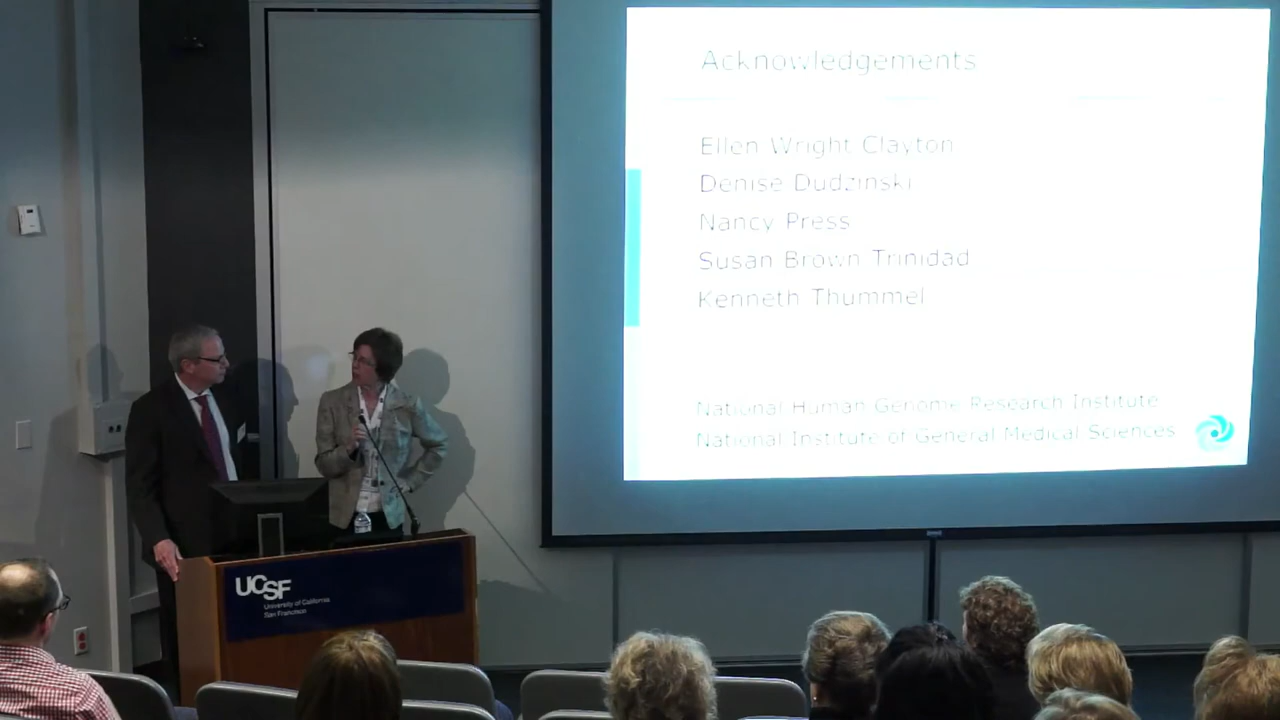 Acknowledgements
Ellen Wright Clayton
Denise Dudzinski
Nancy Press
Susan Brown Trinidad
Kenneth Thummel
National Human Genome Research Institute
National Institute of General Medical Sciences
UCSF
University of California
San Francisco